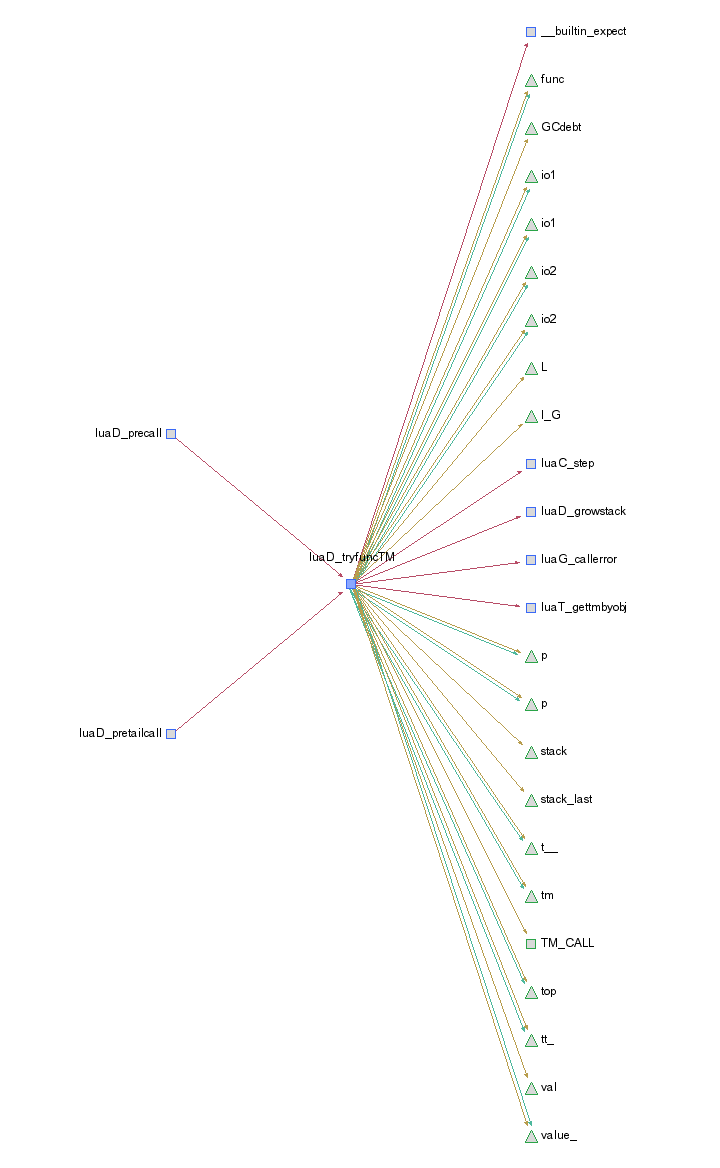 __builtin_expect
func
GCdebt
io1
io1
io2
io2
L
l_G
luaD_precall
luaC_step
luaD_growstack
luaD_tryfuncTM
luaG_callerror
luaT_gettmbyobj
p
p
luaD_pretailcall
stack
stack_last
t__
tm
TM_CALL
top
tt_
val
value_